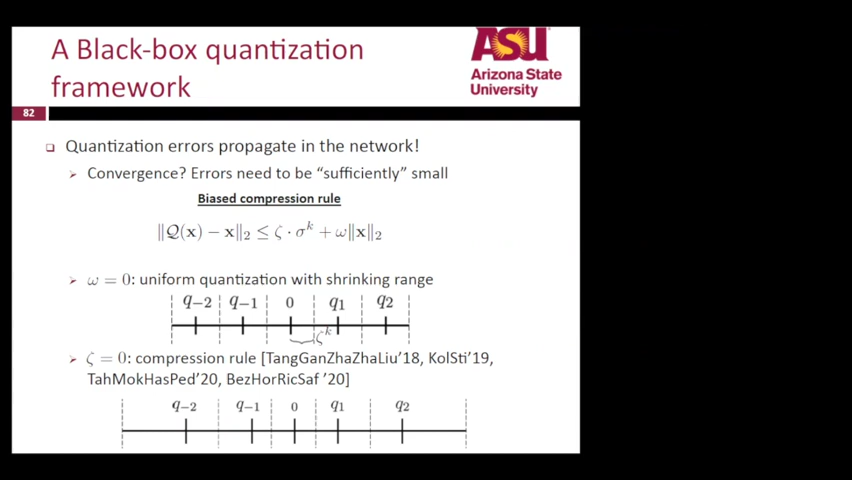 A Black-box quantization
framework
ASU
Arizona State
University
82
Quantization errors propagate in the network!
Convergence? Errors need to be “sufficiently” small
Biased compression rule
‖𝒬(𝐱) − 𝐱‖₂ ≤ ζ · σᵏ + ω‖𝐱‖₂
ω = 0: uniform quantization with shrinking range
q₋₂ q₋₁ 0 q₁ q₂
ζᵏ
ζ = 0: compression rule [TangGanZhaZhaLiu’18, KolSti’19,
TahMokHasPed’20, BezHorRicSaf ’20]
q₋₂ q₋₁ 0 q₁ q₂